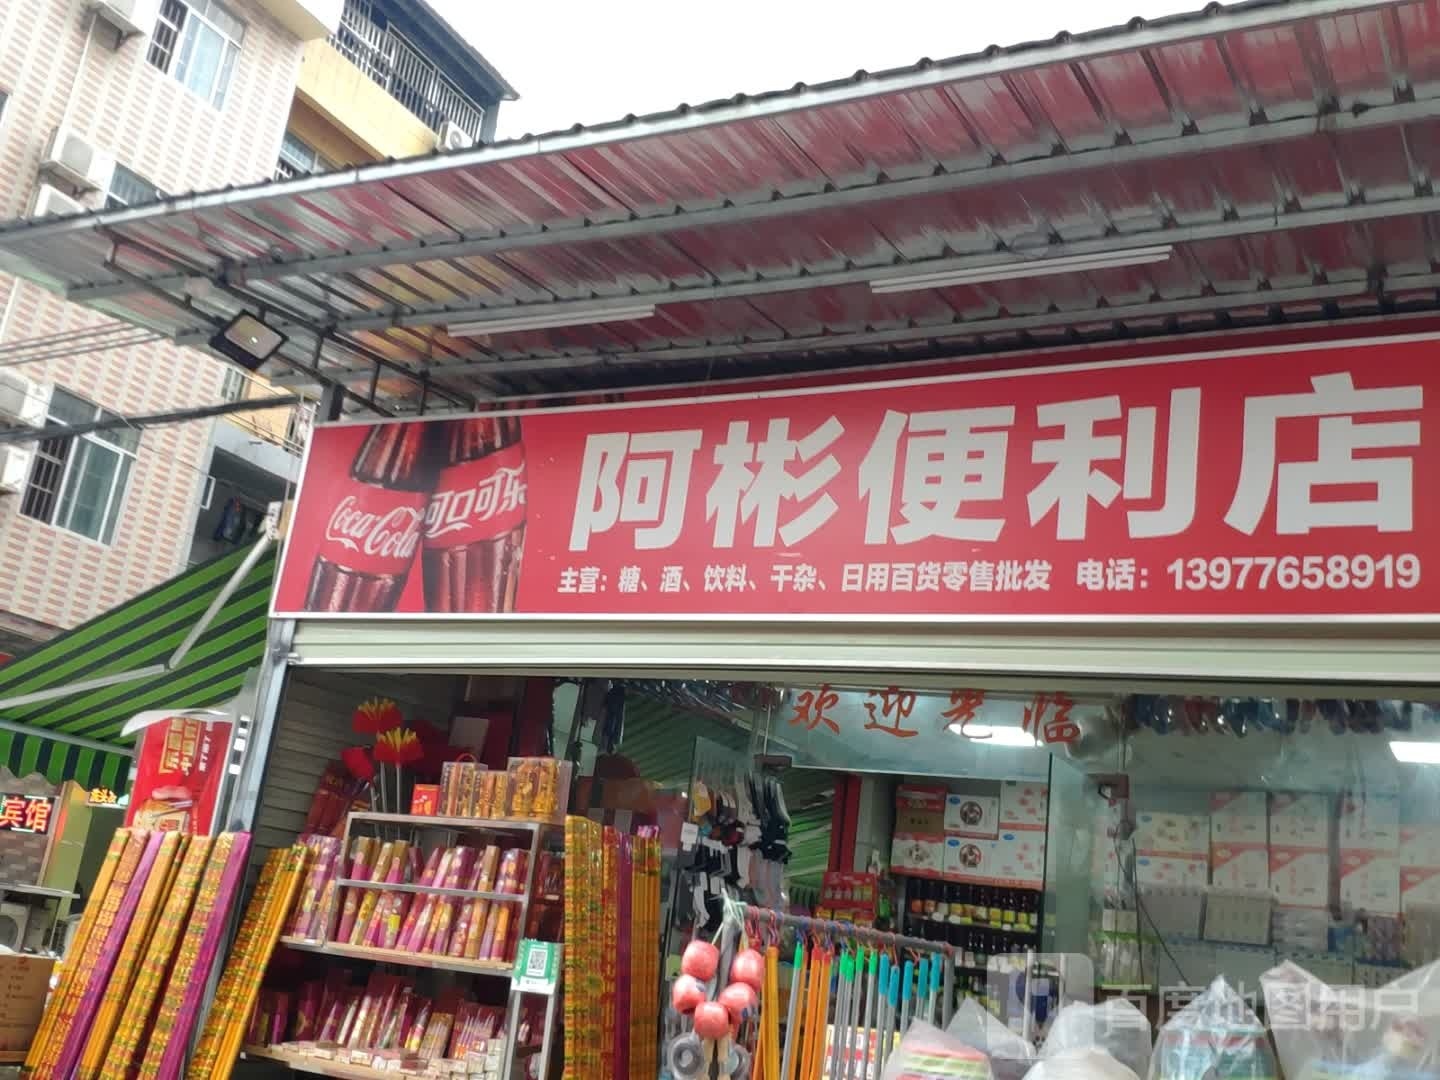 阿彬便利店
Coca-Cola
可口可乐
主营：糖、酒、饮料、干杂、日用百货零售批发 电话：13977658919
欢迎光临
宾馆
百度地图用户